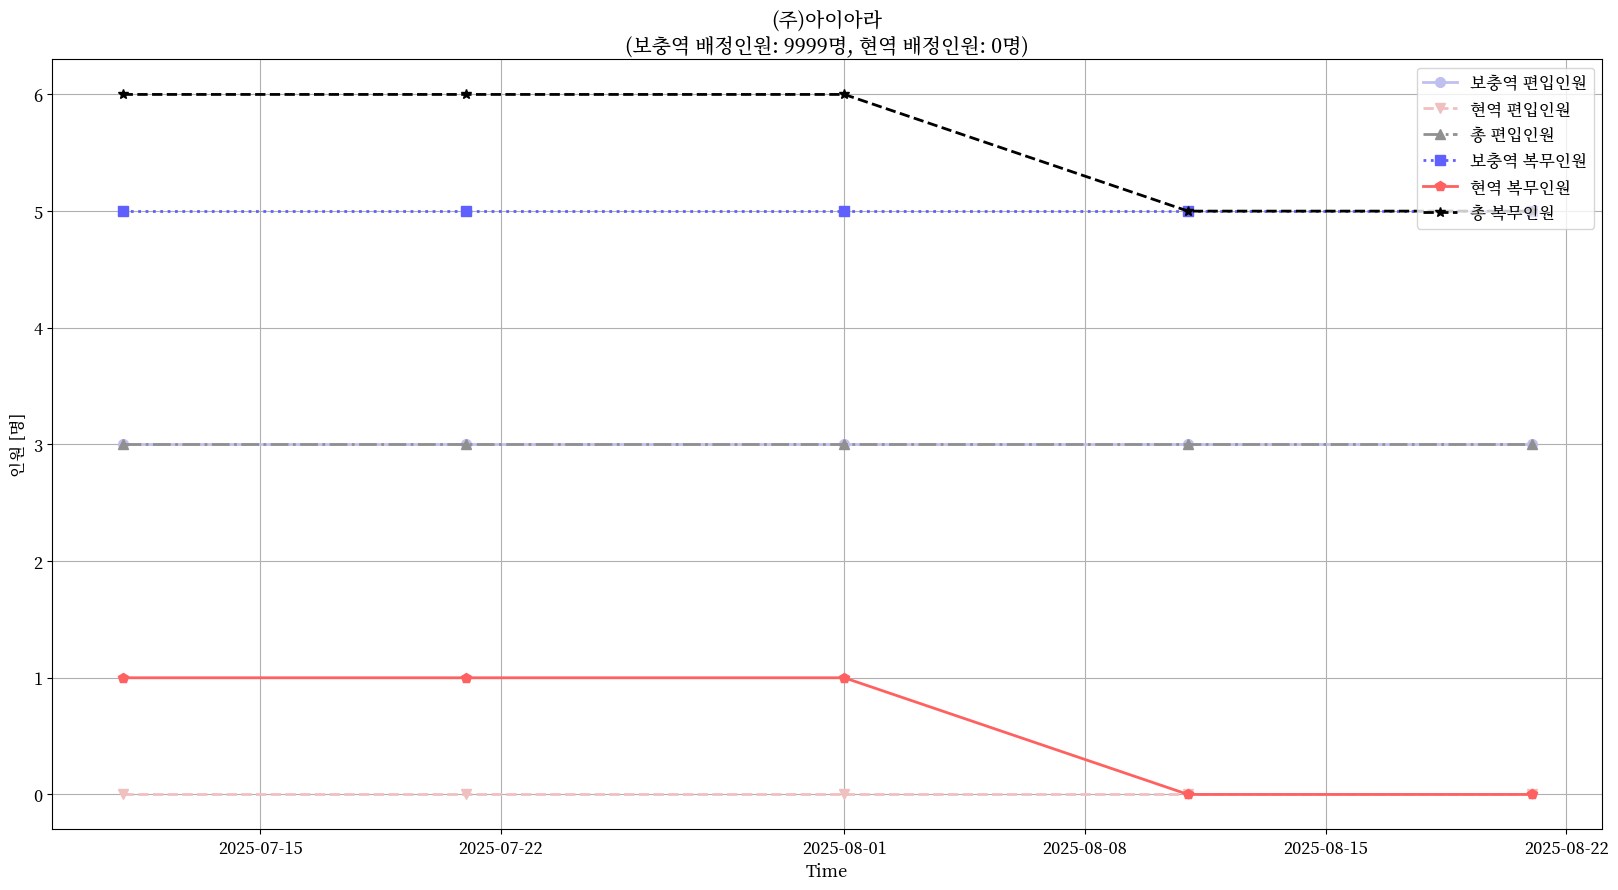 (주)아이아라
(보충역 배정인원: 9999명, 현역 배정인원: 0명)
보충역 편입인원
현역 편입인원
총 편입인원
보충역 복무인원
현역 복무인원
총 복무인원
인원 [명]
6
5
4
3
2
1
0
2025-07-15
2025-07-22
2025-08-01
2025-08-08
2025-08-15
2025-08-22
Time